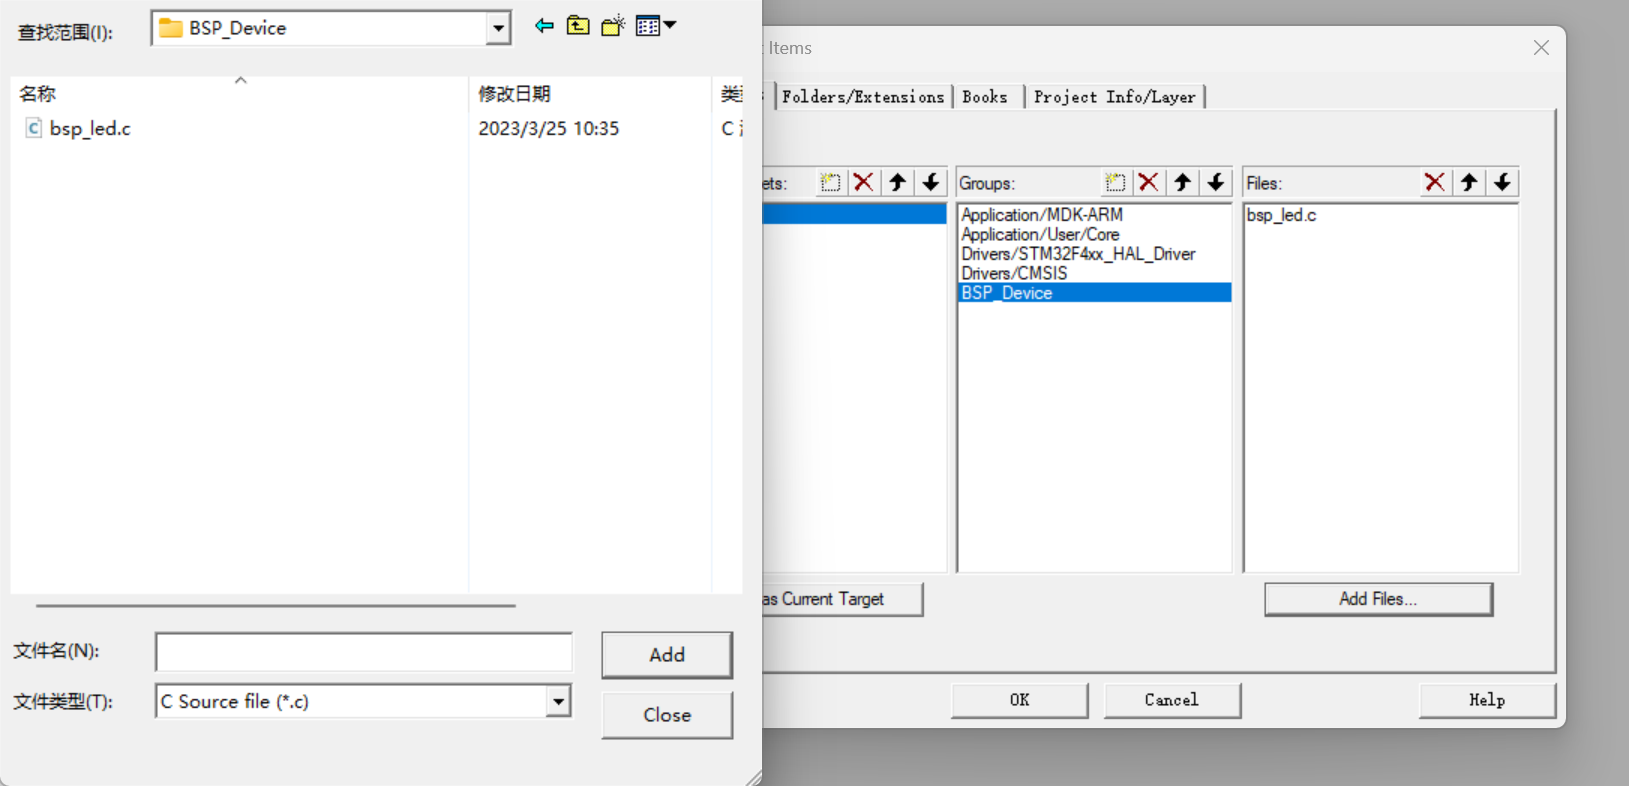 查找范围(I):
BSP_Device
名称
修改日期
bsp_led.c
2023/3/25 10:35
C
文件名(N):
Add
文件类型(T):
C Source file (*.c)
Close
Items
Folders/Extensions
Books
Project Info/Layer
Groups:
Files:
Application/MDK-ARM
Application/User/Core
Drivers/STM32F4xx_HAL_Driver
Drivers/CMSIS
BSP_Device
bsp_led.c
as Current Target
Add Files...
OK
Cancel
Help